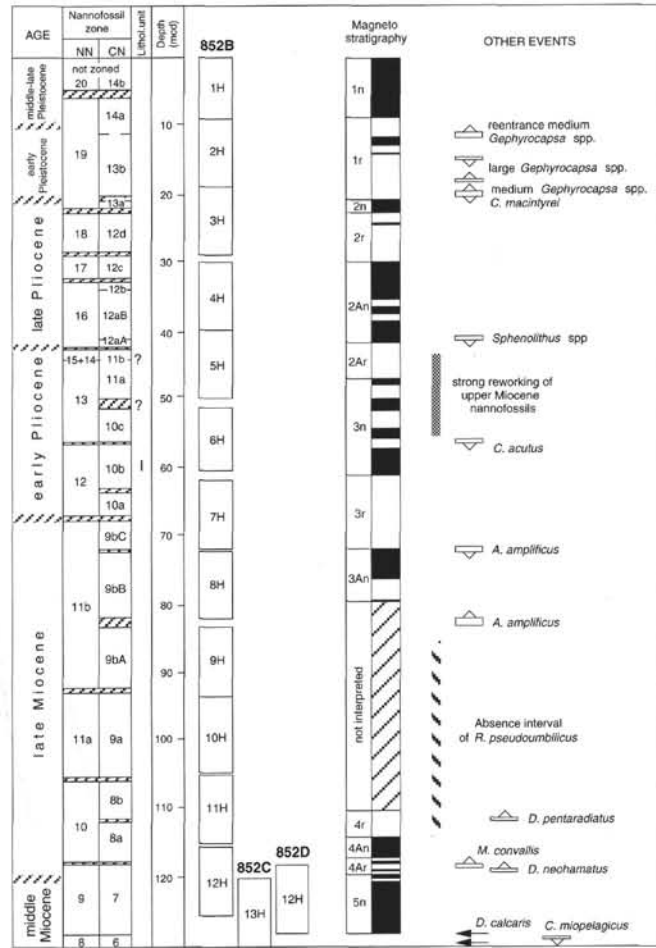 AGE
Nannofossil
zone
NN CN
Lithol.unit
Depth
(mcd)
852B
Magneto
stratigraphy
OTHER EVENTS
middle-late
Pleistocene
early
Pleistocene
late Pliocene
early Pliocene
late Miocene
middle
Miocene
not zoned
20 14b
14a
19
13b
13a
18 12d
17 12c
12b
16 12aB
12aA
15+14 11b ?
11a
13
?
10c
10b I
12
10a
9bC
9bB
11b
9bA
11a 9a
8b
10
8a
9 7
8 6
10
20
30
40
50
60
70
80
90
100
110
120
1H
2H
3H
4H
5H
6H
7H
8H
9H
10H
11H
12H
852C
13H
852D
12H
1n
1r
2n
2r
2An
2Ar
3n
3r
3An
not interpreted
4r
4An
4Ar
5n
reentrance medium
Gephyrocapsa spp.
large Gephyrocapsa spp.
medium Gephyrocapsa spp.
C. macintyrei
Sphenolithus spp
strong reworking of
upper Miocene
nannofossils
C. acutus
A. amplificus
A. amplificus
Absence interval
of R. pseudoumbilicus
D. pentaradiatus
M. convallis
D. neohamatus
D. calcaris
C. miopelagicus